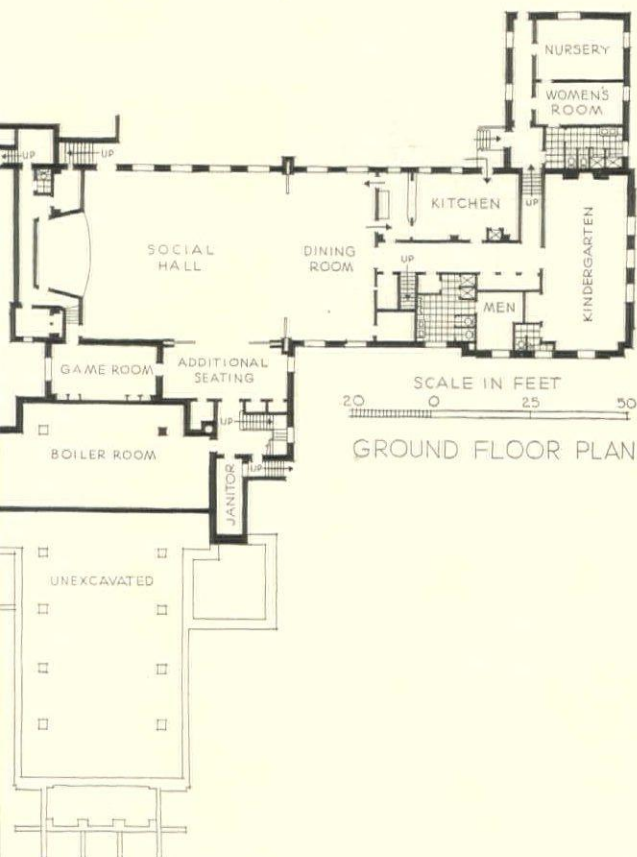 NURSERY
WOMEN'S
ROOM
UP
UP
KITCHEN
UP
KINDERGARTEN
SOCIAL
HALL
DINING
ROOM
UP
MEN
GAME ROOM
ADDITIONAL
SEATING
SCALE IN FEET
20 0 25 50
UP
GROUND FLOOR PLAN
BOILER ROOM
UP
JANITOR
UNEXCAVATED